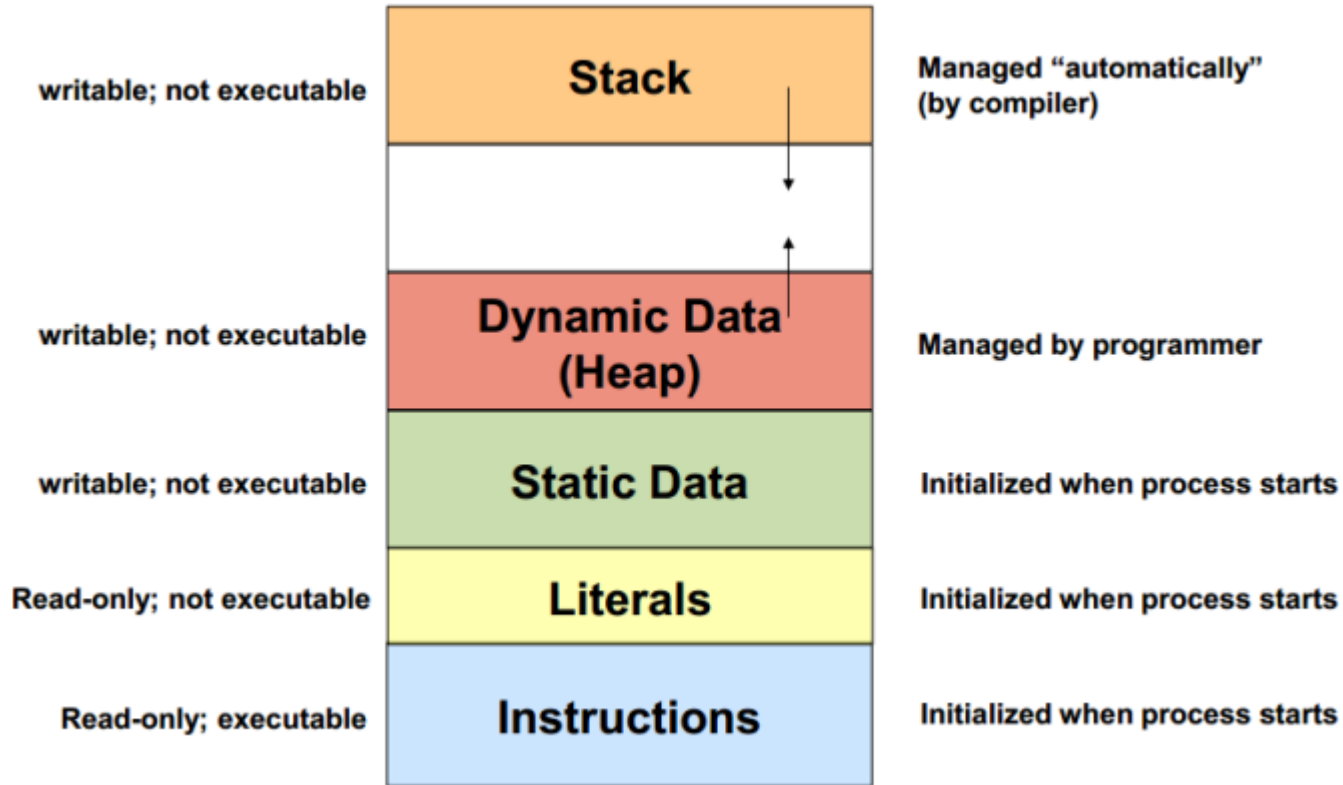 writable; not executable
Stack
Managed “automatically”
(by compiler)
writable; not executable
Dynamic Data
(Heap)
Managed by programmer
writable; not executable
Static Data
Initialized when process starts
Read-only; not executable
Literals
Initialized when process starts
Read-only; executable
Instructions
Initialized when process starts